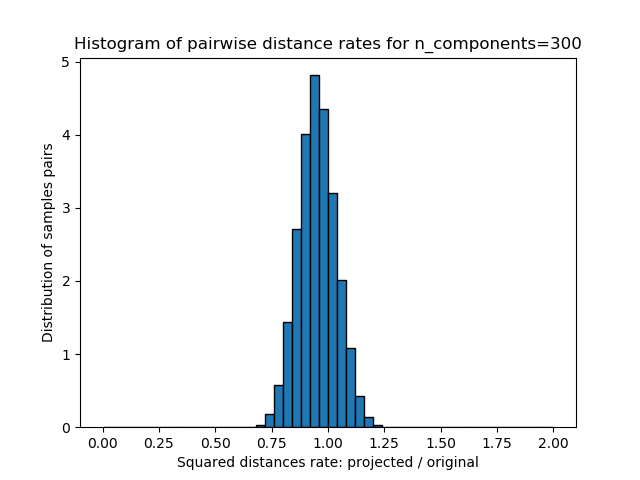 Histogram of pairwise distance rates for n_components=300
5
4
3
2
1
0
Distribution of samples pairs
0.00 0.25 0.50 0.75 1.00 1.25 1.50 1.75 2.00
Squared distances rate: projected / original